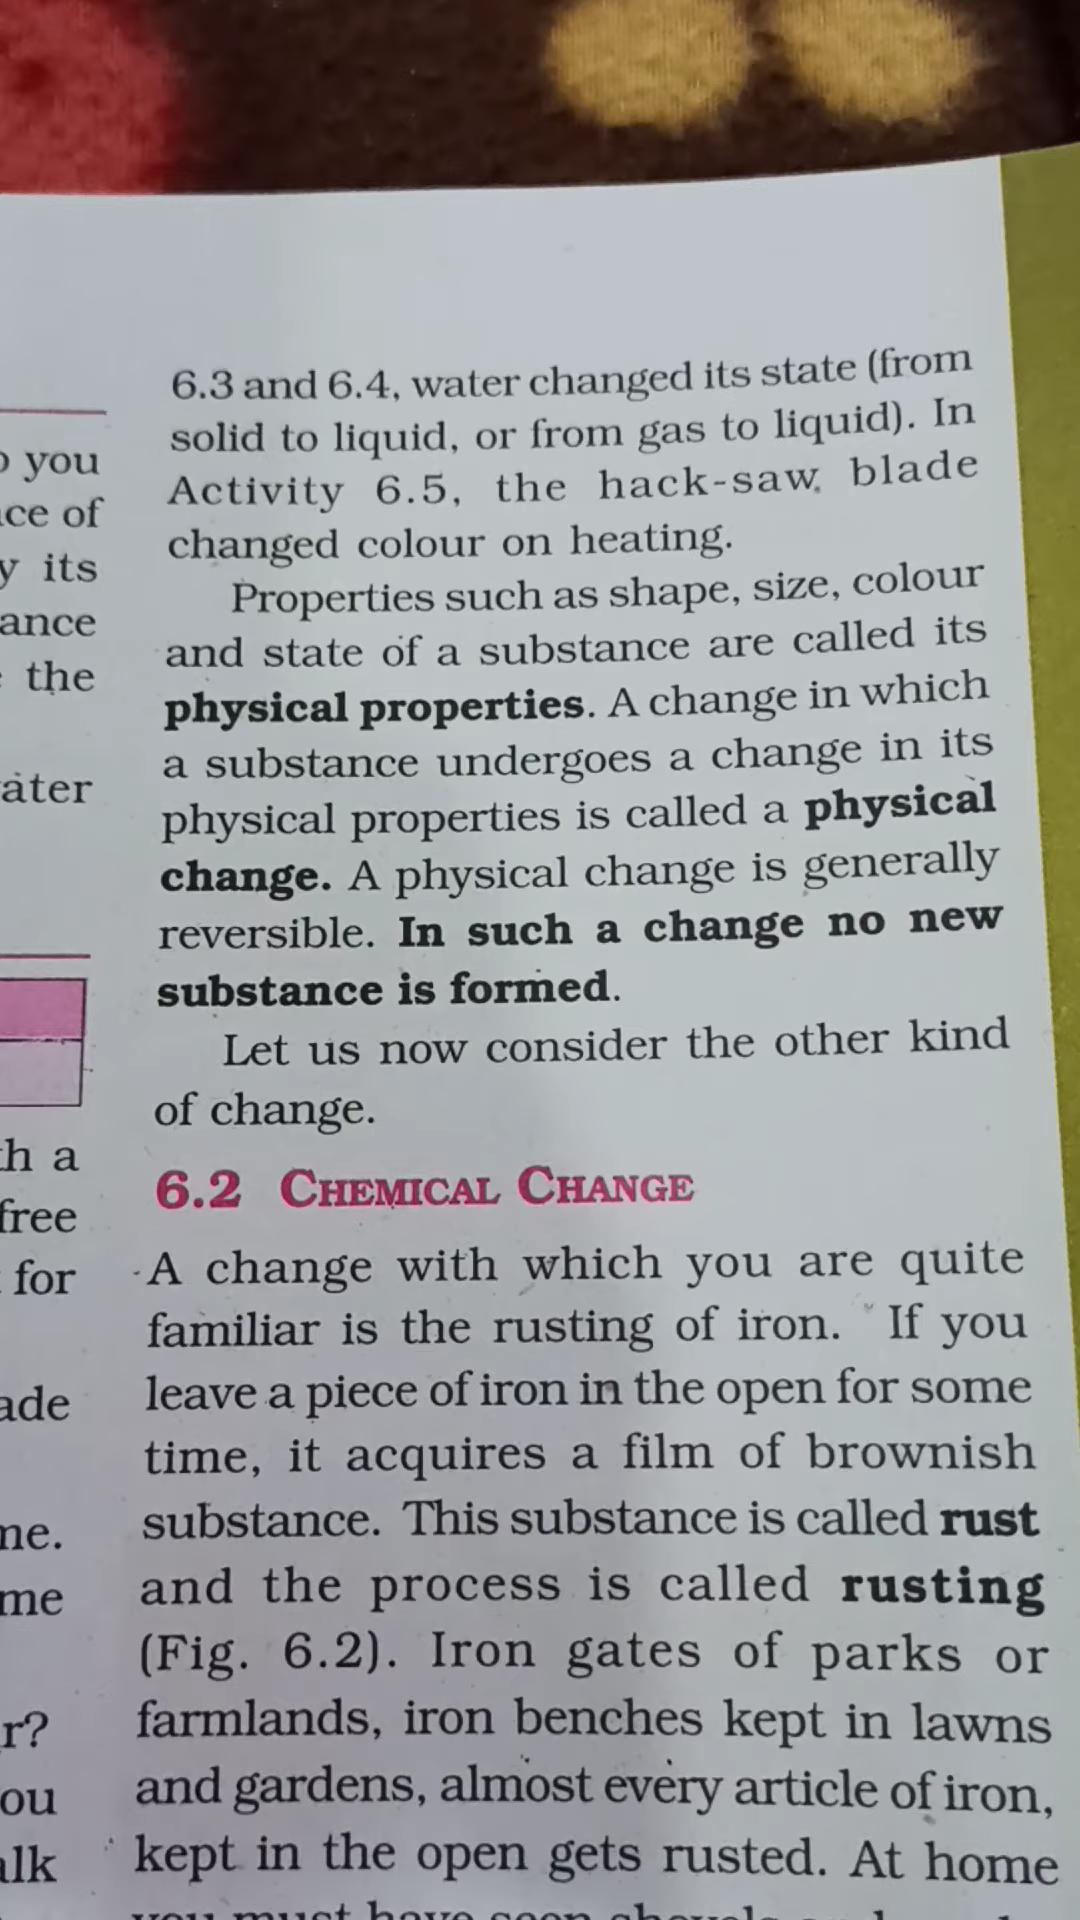 you
of
its
the
a
free
for
me
6.3 and 6.4, water changed its state (from
solid to liquid, or from gas to liquid). In
Activity 6.5, the hack-saw blade
changed colour on heating.
Properties such as shape, size, colour
and state of a substance are called its
physical properties. A change in which
a substance undergoes a change in its
physical properties is called a physical
change. A physical change is generally
reversible. In such a change no new
substance is formed.
Let us now consider the other kind
of change.
6.2 CHEMICAL CHANGE
A change with which you are quite
familiar is the rusting of iron. If you
leave a piece of iron in the open for some
time, it acquires a film of brownish
substance. This substance is called rust
and the process is called rusting
(Fig. 6.2). Iron gates of parks or
farmlands, iron benches kept in lawns
and gardens, almost every article of iron,
kept in the open gets rusted. At home